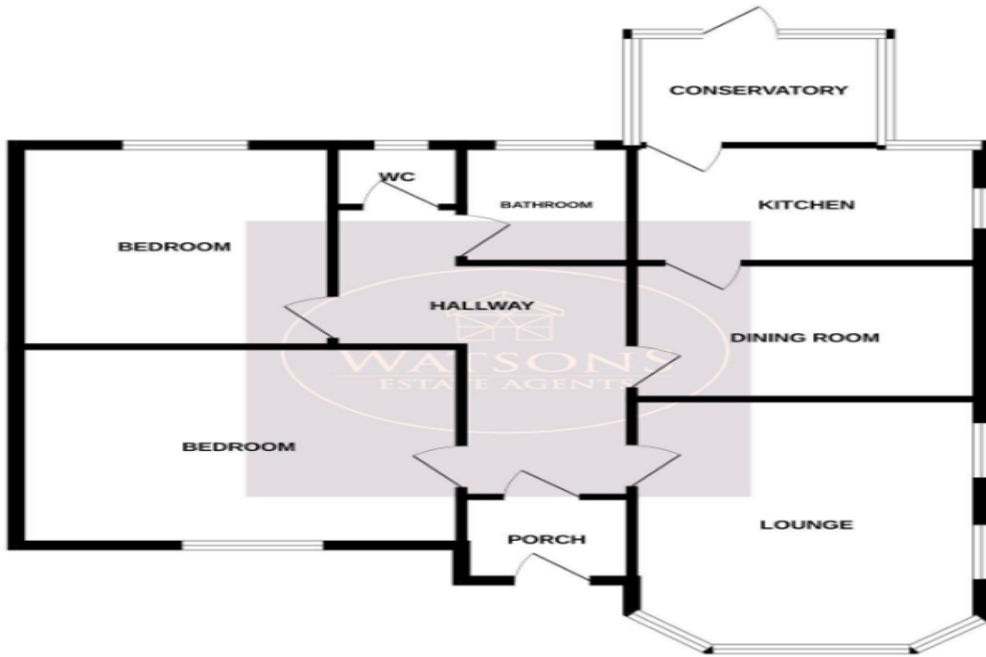 CONSERVATORY
WC
BATHROOM
KITCHEN
BEDROOM
HALLWAY
DINING ROOM
WATSONS
ESTATE AGENTS
BEDROOM
LOUNGE
PORCH